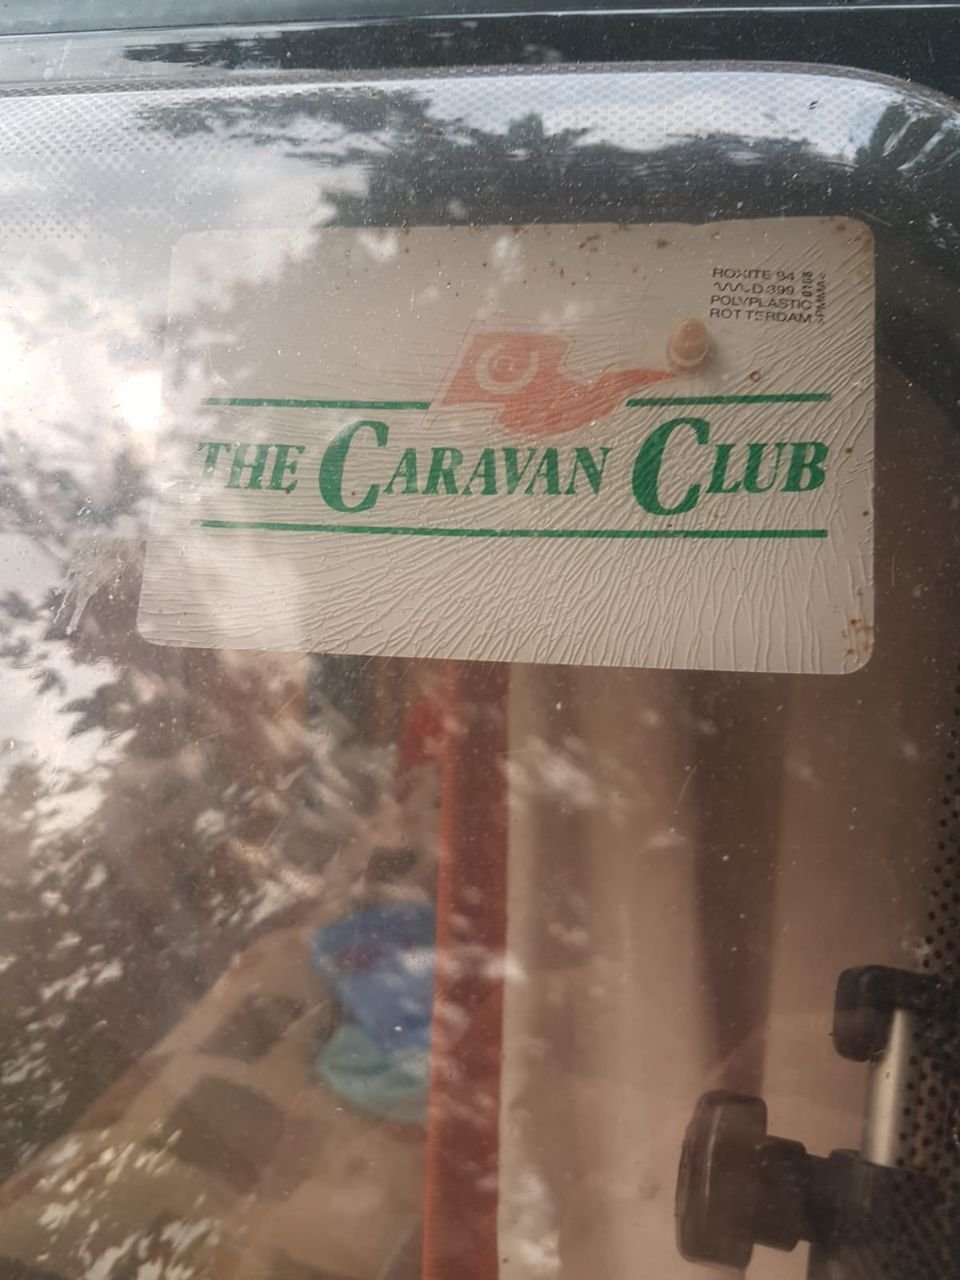 ROXITE 94
D 399
POLYPLASTIC
ROTTERDAM
THE CARAVAN CLUB